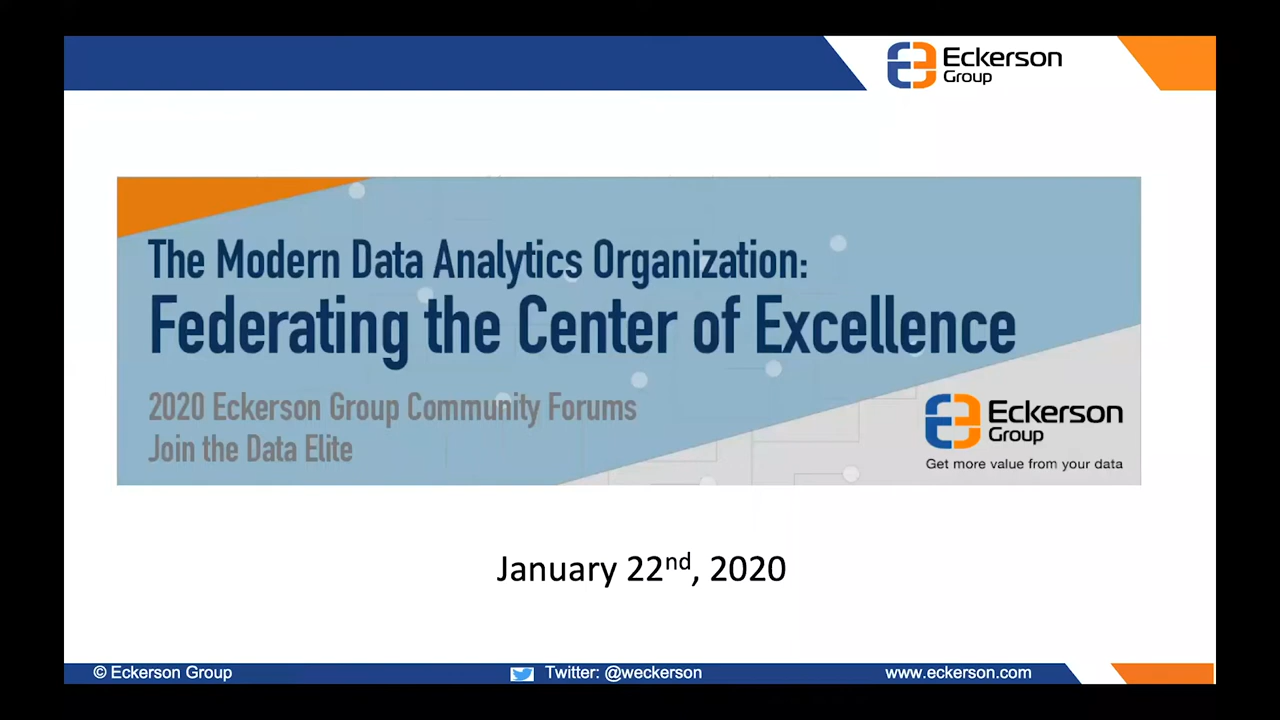 Eckerson
Group
The Modern Data Analytics Organization:
Federating the Center of Excellence
2020 Eckerson Group Community Forums
Join the Data Elite
Eckerson
Group
Get more value from your data
January 22nd, 2020
© Eckerson Group
Twitter: @weckerson
www.eckerson.com